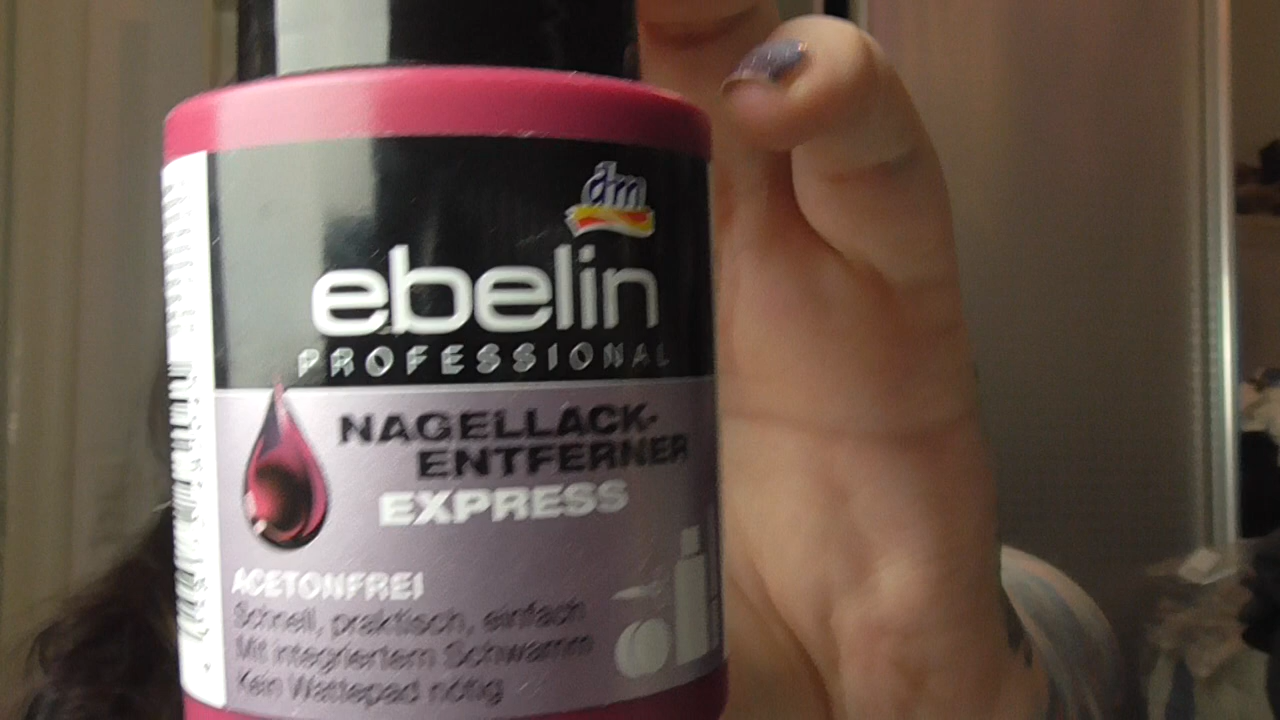 dm
ebelin
PROFESSIONAL
NAGELLACK-
ENTFERNER
EXPRESS
ACETONFREI
Schnell, praktisch, einfach
Mit integriertem Schwamm
Kein Wattepad nötig